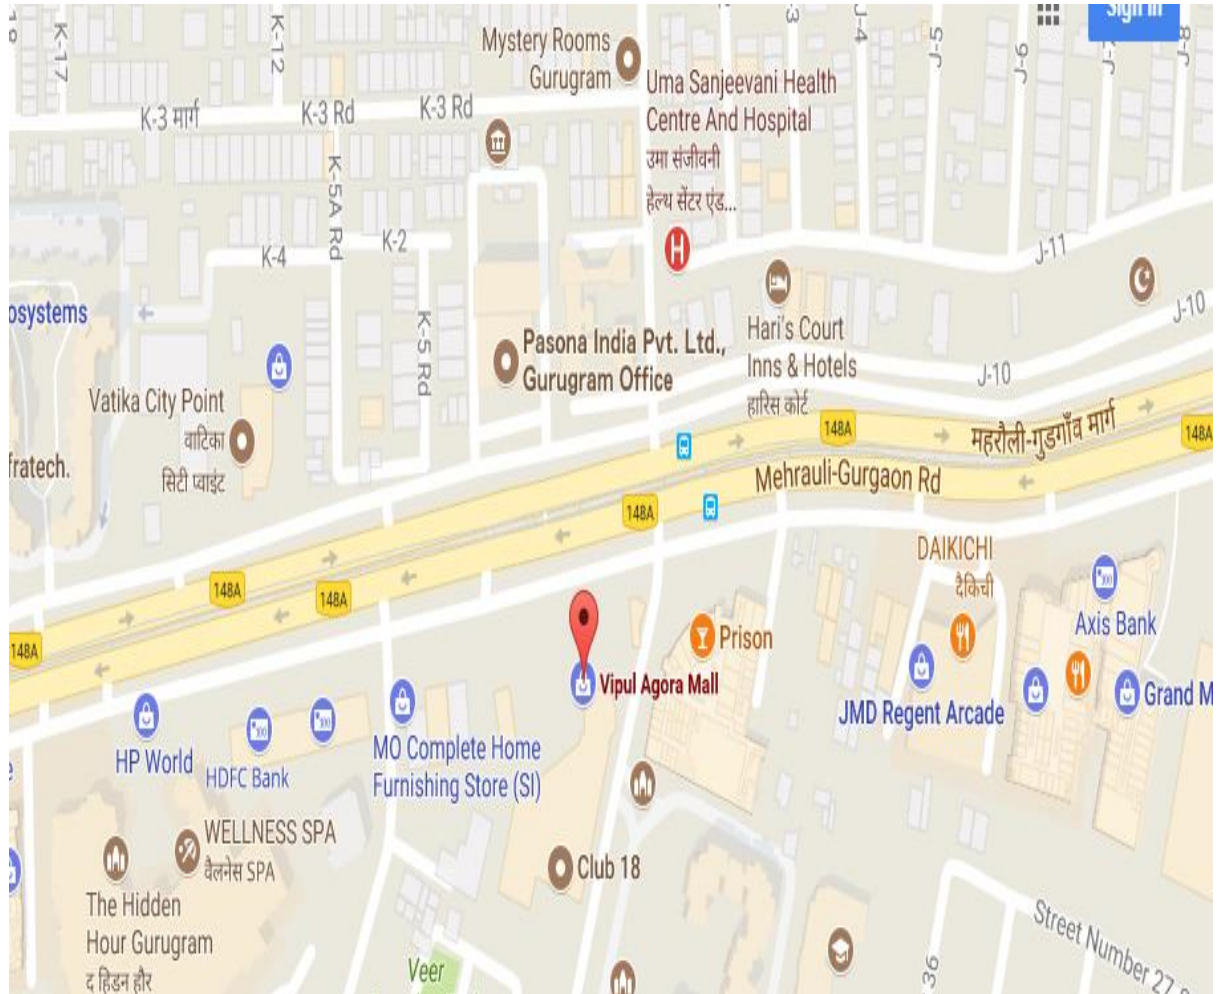 K-17
K-12
Mystery Rooms
Gurugram
J-4
J-5
Sign in
K-3 मार्ग
K-3 Rd
K-3 Rd
Uma Sanjeevani Health
Centre And Hospital
उमा संजीवनी
हेल्थ सेंटर एंड...
K-5A Rd
K-4
K-2
J-11
J-10
osystems
K-5 Rd
Pasona India Pvt. Ltd.,
Gurugram Office
Hari's Court
Inns & Hotels
हारिस कोर्ट
J-10
Vatika City Point
वाटिका
सिटी प्वाइंट
fratech.
148A
महरौली-गुड़गाँव मार्ग
148A
Mehrauli-Gurgaon Rd
148A
DAIKICHI
दैकिची
148A
148A
148A
Axis Bank
Prison
Vipul Agora Mall
JMD Regent Arcade
Grand M
HP World
HDFC Bank
MO Complete Home
Furnishing Store (SI)
WELLNESS SPA
वैलनेस SPA
Club 18
The Hidden
Hour Gurugram
द हिडन हौर
Veer
36
Street Number 27,